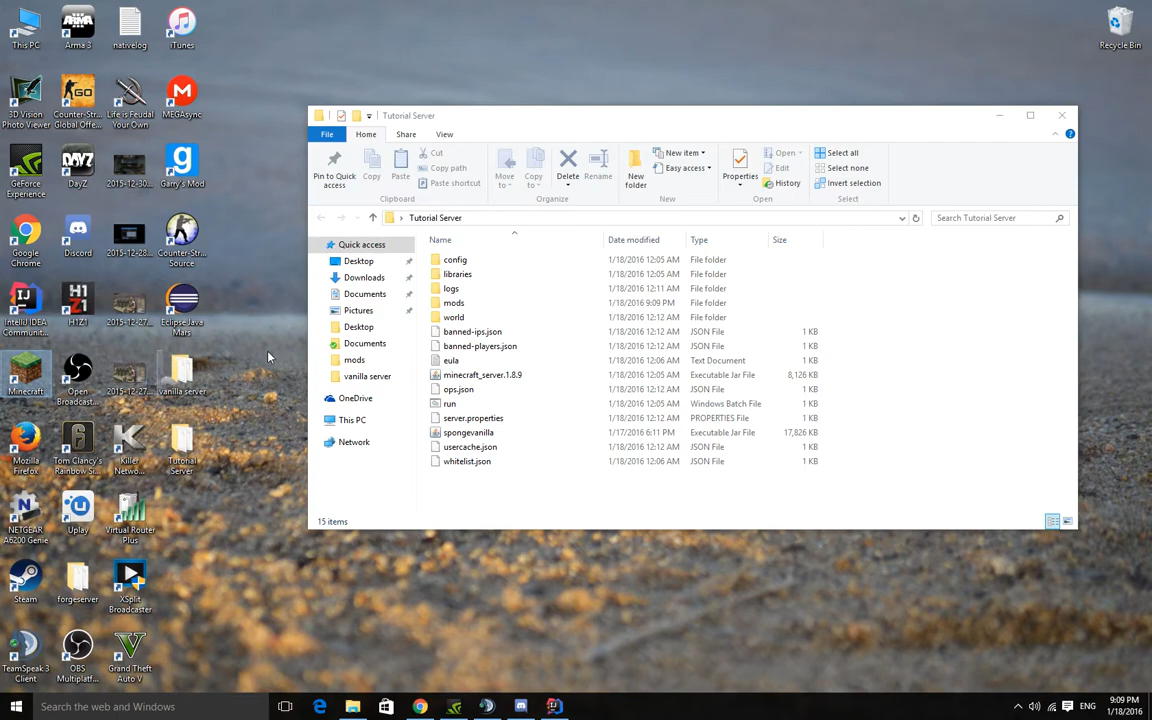 This PC
Arma 3
nativelog
iTunes
Recycle Bin
3D Vision
Photo Viewer
Counter-Str...
Global Offe...
Life is Feudal
Your Own
MEGAsync
GeForce
Experience
DayZ
2015-12-30...
Garry's Mod
Google
Chrome
Discord
2015-12-28...
Counter-Str...
Source
IntelliJ IDEA
Communit...
H1Z1
2015-12-27...
Eclipse Java
Mars
Minecraft
Open
Broadcast...
2015-12-27...
vanilla server
Mozilla
Firefox
Tom Clancy's
Rainbow Si...
Killer
Netwo...
Tutorial
Server
NETGEAR
A6200 Genie
Uplay
Virtual Router
Plus
Steam
forgeserver
XSplit
Broadcaster
TeamSpeak 3
Client
OBS
Multiplatf...
Grand Theft
Auto V
Tutorial Server
File
Home
Share
View
Pin to Quick
access
Copy
Paste
Cut
Copy path
Paste shortcut
Clipboard
Move
to
Copy
to
Delete
Rename
Organize
New
folder
New item
Easy access
New
Properties
Open
Edit
History
Open
Select all
Select none
Invert selection
Select
Tutorial Server
Search Tutorial Server
Quick access
Desktop
Downloads
Documents
Pictures
Desktop
Documents
mods
vanilla server
OneDrive
This PC
Network
Name Date modified Type Size
config 1/18/2016 12:05 AM File folder
libraries 1/18/2016 12:05 AM File folder
logs 1/18/2016 12:11 AM File folder
mods 1/18/2016 9:09 PM File folder
world 1/18/2016 12:12 AM File folder
banned-ips.json 1/18/2016 12:12 AM JSON File 1 KB
banned-players.json 1/18/2016 12:12 AM JSON File 1 KB
eula 1/18/2016 12:06 AM Text Document 1 KB
minecraft_server.1.8.9 1/18/2016 12:05 AM Executable Jar File 8,126 KB
ops.json 1/18/2016 12:12 AM JSON File 1 KB
run 1/18/2016 12:05 AM Windows Batch File 1 KB
server.properties 1/18/2016 12:12 AM PROPERTIES File 1 KB
spongevanilla 1/17/2016 6:11 PM Executable Jar File 17,826 KB
usercache.json 1/18/2016 12:12 AM JSON File 1 KB
whitelist.json 1/18/2016 12:06 AM JSON File 1 KB
15 items
Search the web and Windows
ENG
9:09 PM
1/18/2016